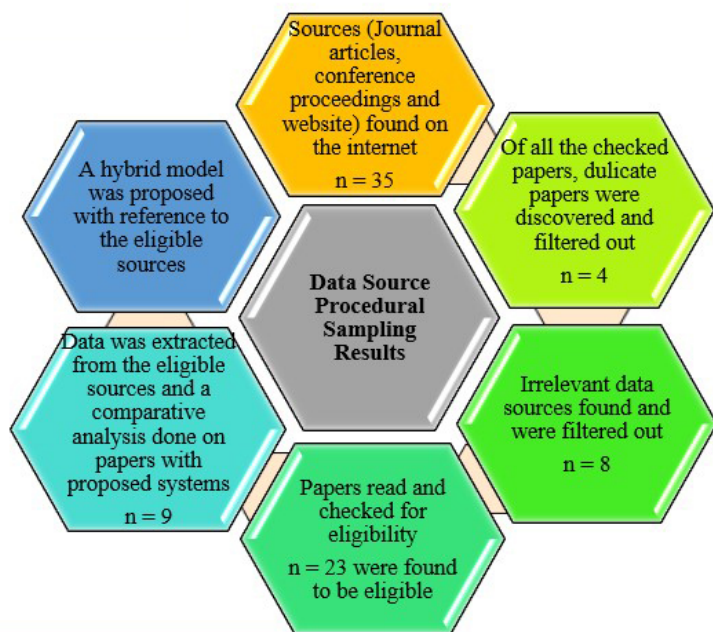 Sources (Journal
articles,
conference
proceedings and
website) found on
the internet
n = 35
Of all the checked
papers, dulicate
papers were
discovered and
filtered out
n = 4
Irrelevant data
sources found and
were filtered out
n = 8
Papers read and
checked for
eligibility
n = 23 were found
to be eligible
Data was extracted
from the eligible
sources and a
comparative
analysis done on
papers with
proposed systems
n = 9
A hybrid model
was proposed
with reference to
the eligible
sources
Data Source
Procedural
Sampling
Results